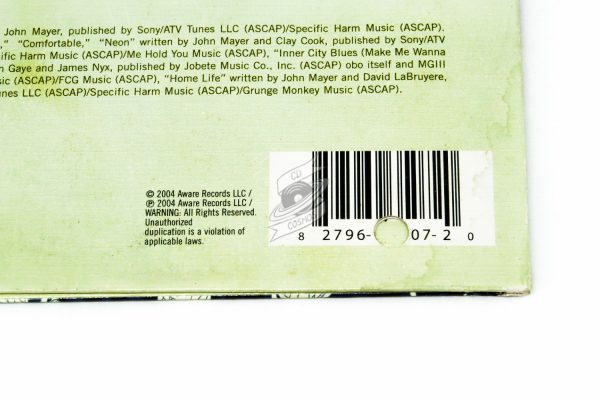 John Mayer, published by Sony/ATV Tunes LLC (ASCAP)/Specific Harm Music (ASCAP).
," "Comfortable," "Neon" written by John Mayer and Clay Cook, published by Sony/ATV
cific Harm Music (ASCAP)/Me Hold You Music (ASCAP), "Inner City Blues (Make Me Wanna
n Gaye and James Nyx, published by Jobete Music Co., Inc. (ASCAP) obo itself and MGIII
sic (ASCAP)/FCG Music (ASCAP), "Home Life" written by John Mayer and David LaBruyere,
unes LLC (ASCAP)/Specific Harm Music (ASCAP)/Grunge Monkey Music (ASCAP).
© 2004 Aware Records LLC /
℗ 2004 Aware Records LLC /
WARNING: All Rights Reserved.
Unauthorized
duplication is a violation of
applicable laws.
CD
COSMOS
8 2796- 07-2 0